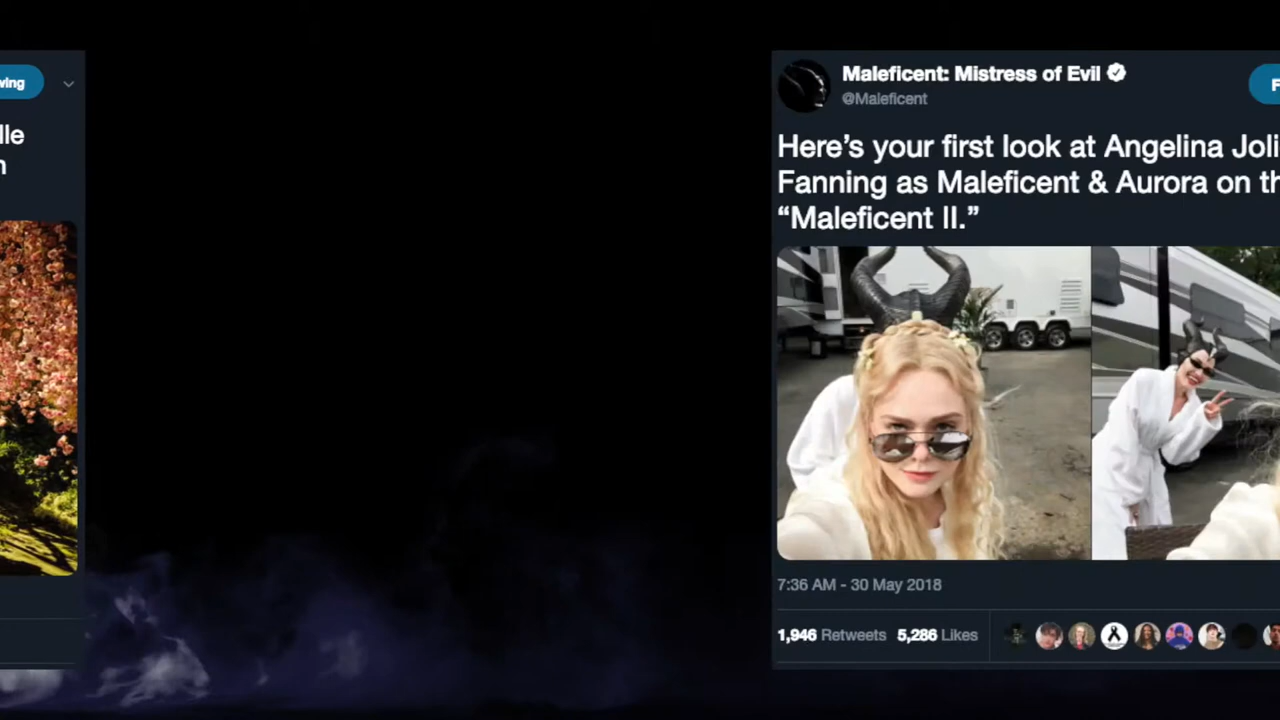 ving
lle
n
Maleficent: Mistress of Evil
@Maleficent
F
Here's your first look at Angelina Joli
Fanning as Maleficent & Aurora on th
“Maleficent II.”
7:36 AM - 30 May 2018
1,946 Retweets 5,286 Likes